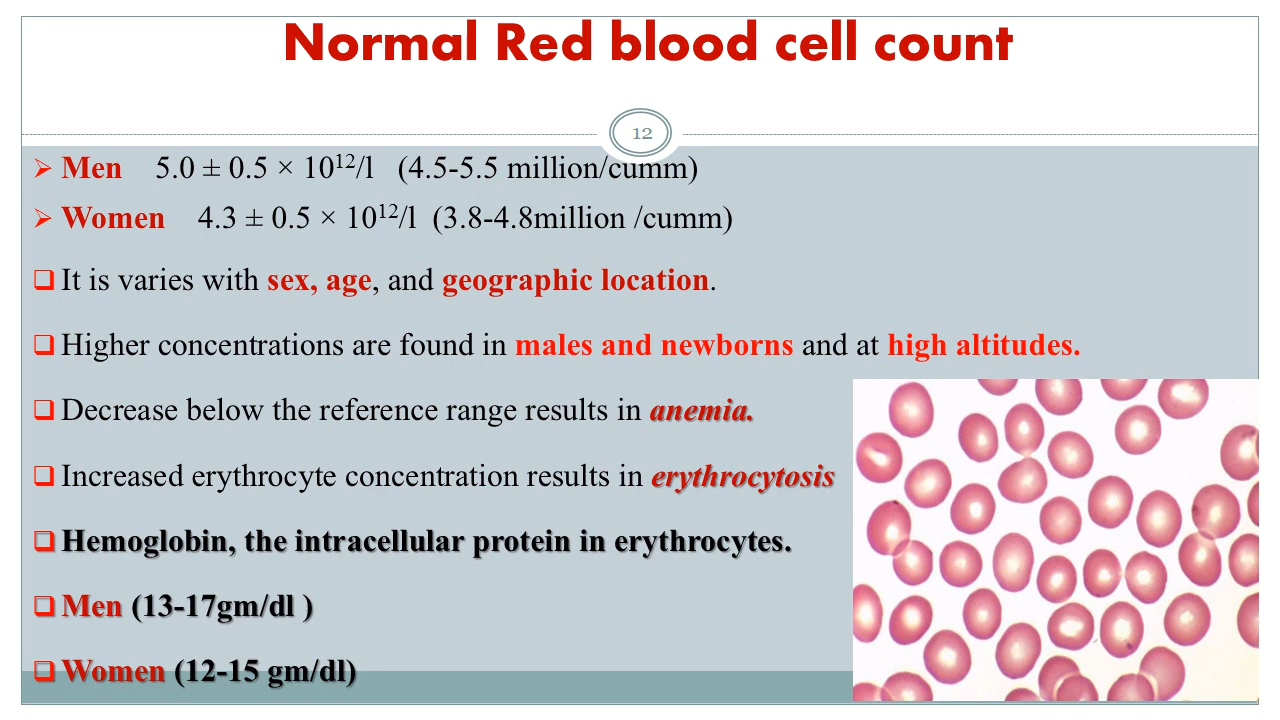 Normal Red blood cell count
12
➢ Men 5.0 ± 0.5 × 10¹²/l (4.5-5.5 million/cumm)
➢ Women 4.3 ± 0.5 × 10¹²/l (3.8-4.8million /cumm)
❑ It is varies with sex, age, and geographic location.
❑ Higher concentrations are found in males and newborns and at high altitudes.
❑ Decrease below the reference range results in anemia.
❑ Increased erythrocyte concentration results in erythrocytosis
❑ Hemoglobin, the intracellular protein in erythrocytes.
❑ Men (13-17gm/dl )
❑ Women (12-15 gm/dl)